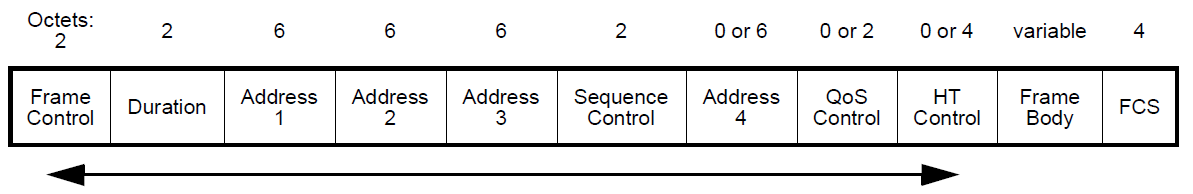 Octets:
2 2 6 6 6 2 0 or 6 0 or 2 0 or 4 variable 4
Frame
Control
Duration
Address
1
Address
2
Address
3
Sequence
Control
Address
4
QoS
Control
HT
Control
Frame
Body
FCS